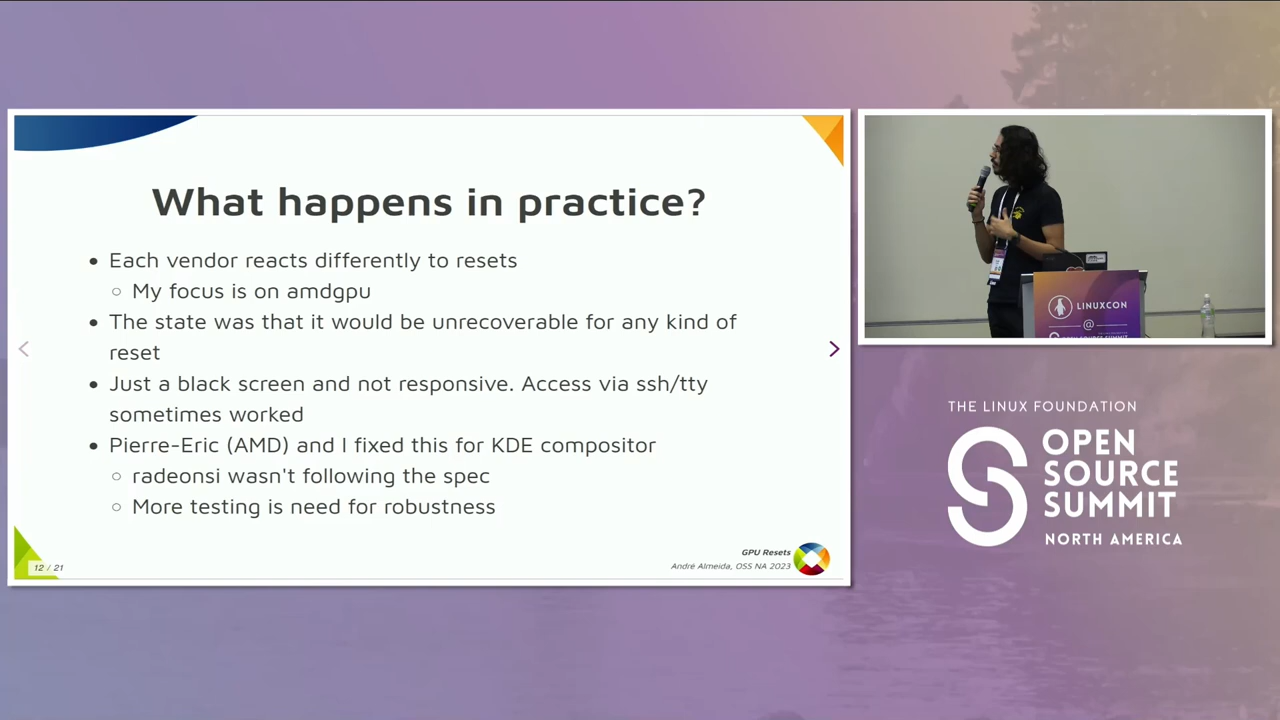 What happens in practice?
Each vendor reacts differently to resets
My focus is on amdgpu
The state was that it would be unrecoverable for any kind of
reset
Just a black screen and not responsive. Access via ssh/tty
sometimes worked
Pierre-Eric (AMD) and I fixed this for KDE compositor
radeonsi wasn't following the spec
More testing is need for robustness
12 / 21
GPU Resets
André Almeida, OSS NA 2023
LINUXCON
@
OPEN SOURCE SUMMIT
THE LINUX FOUNDATION
OPEN
SOURCE
SUMMIT
NORTH AMERICA